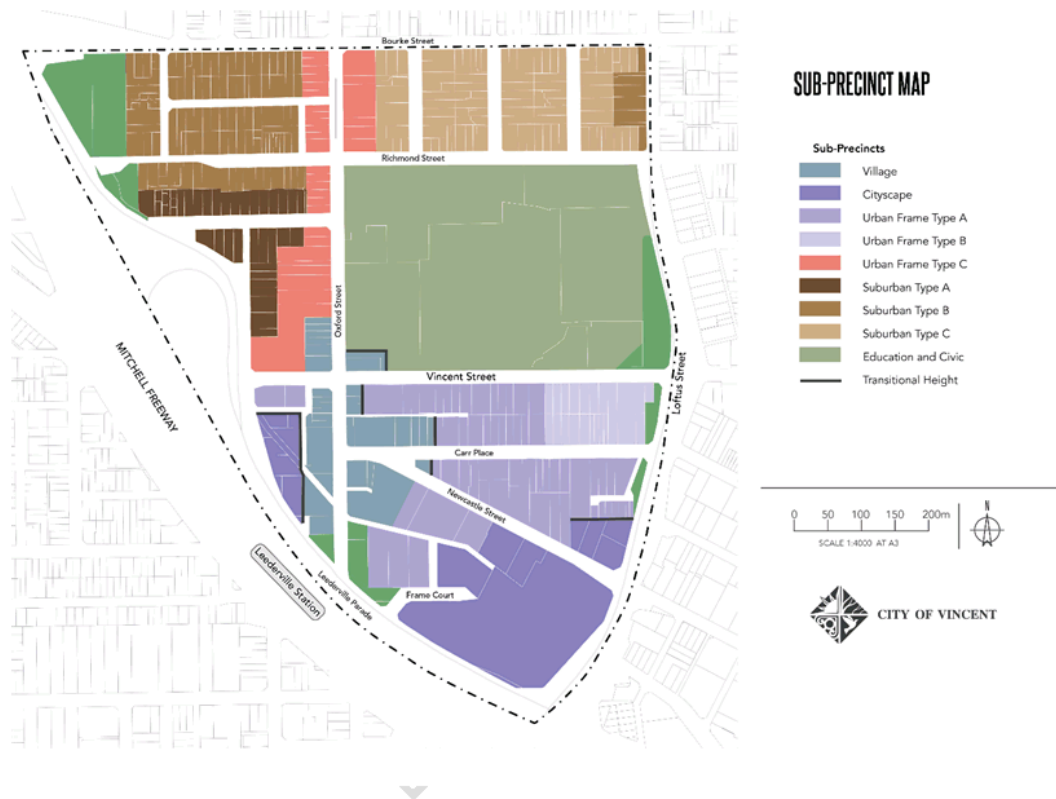 Bourke Street
SUB-PRECINCT MAP
Sub-Precincts
Richmond Street
Village
Cityscape
Urban Frame Type A
Urban Frame Type B
Urban Frame Type C
Suburban Type A
Suburban Type B
Suburban Type C
Education and Civic
Transitional Height
Oxford Street
MITCHELL FREEWAY
Vincent Street
Loftus Street
Carr Place
Newcastle Street
Leederville Station
Leederville Parade
Frame Court
N
0 50 100 150 200m
SCALE 1:4000 AT A3
CITY OF VINCENT